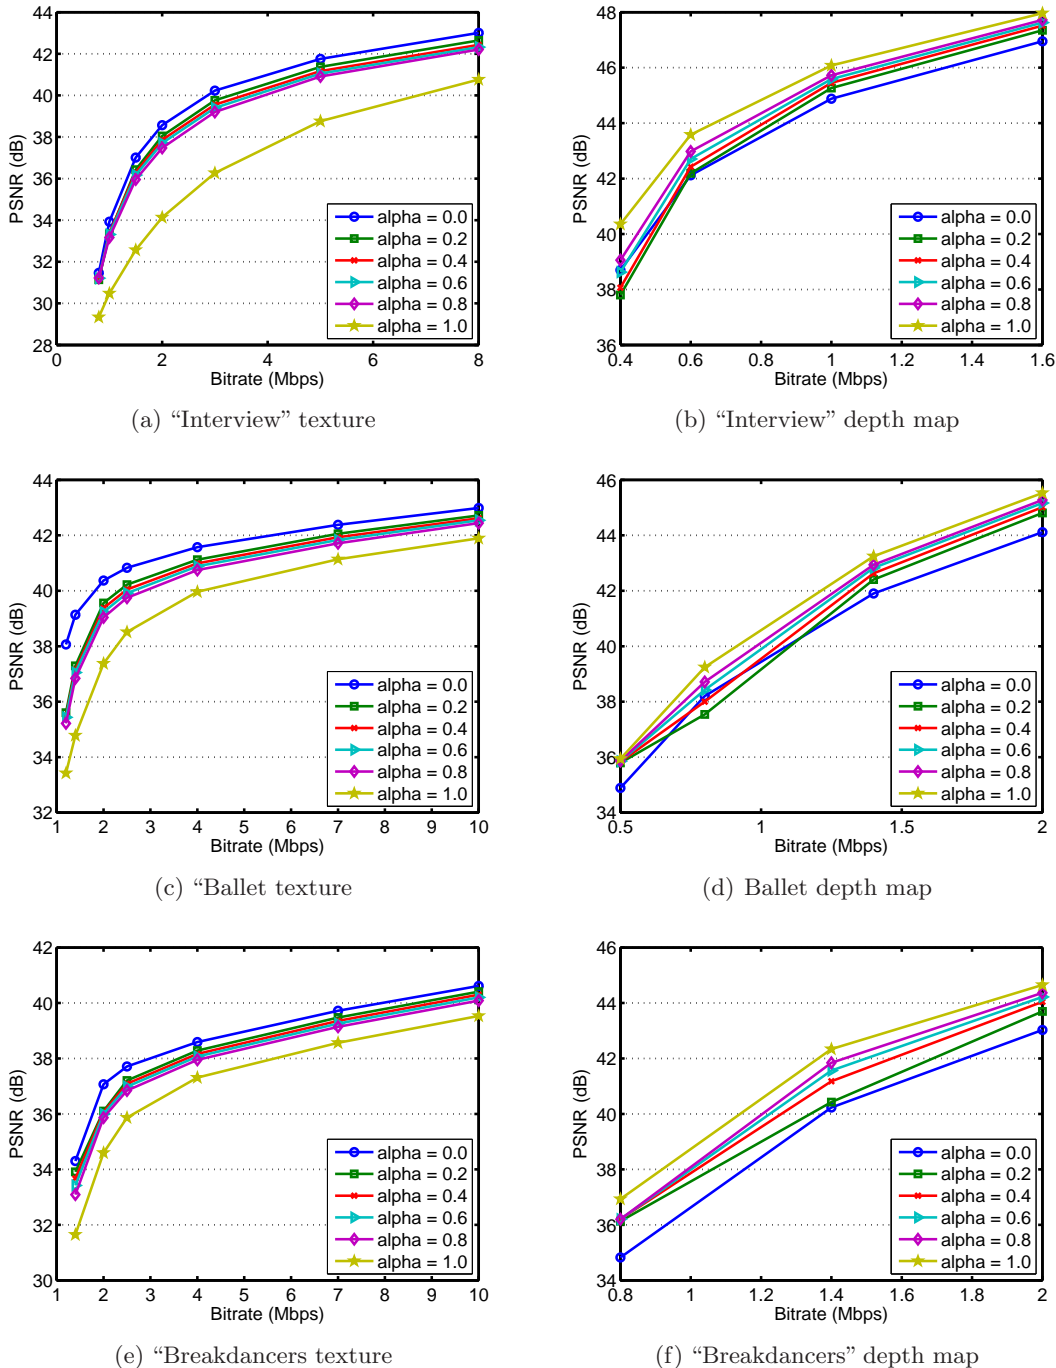 44
42
40
38
36
34
32
30
28
0 2 4 6 8
PSNR (dB)
Bitrate (Mbps)
alpha = 0.0
alpha = 0.2
alpha = 0.4
alpha = 0.6
alpha = 0.8
alpha = 1.0
(a) “Interview” texture
48
46
44
42
40
38
36
0.4 0.6 0.8 1 1.2 1.4 1.6
PSNR (dB)
Bitrate (Mbps)
alpha = 0.0
alpha = 0.2
alpha = 0.4
alpha = 0.6
alpha = 0.8
alpha = 1.0
(b) “Interview” depth map
44
42
40
38
36
34
32
1 2 3 4 5 6 7 8 9 10
PSNR (dB)
Bitrate (Mbps)
alpha = 0.0
alpha = 0.2
alpha = 0.4
alpha = 0.6
alpha = 0.8
alpha = 1.0
(c) “Ballet texture
46
44
42
40
38
36
34
0.5 1 1.5 2
PSNR (dB)
Bitrate (Mbps)
alpha = 0.0
alpha = 0.2
alpha = 0.4
alpha = 0.6
alpha = 0.8
alpha = 1.0
(d) Ballet depth map
42
40
38
36
34
32
30
1 2 3 4 5 6 7 8 9 10
PSNR (dB)
Bitrate (Mbps)
alpha = 0.0
alpha = 0.2
alpha = 0.4
alpha = 0.6
alpha = 0.8
alpha = 1.0
(e) “Breakdancers texture
46
44
42
40
38
36
34
0.8 1 1.2 1.4 1.6 1.8 2
PSNR (dB)
Bitrate (Mbps)
alpha = 0.0
alpha = 0.2
alpha = 0.4
alpha = 0.6
alpha = 0.8
alpha = 1.0
(f) “Breakdancers” depth map